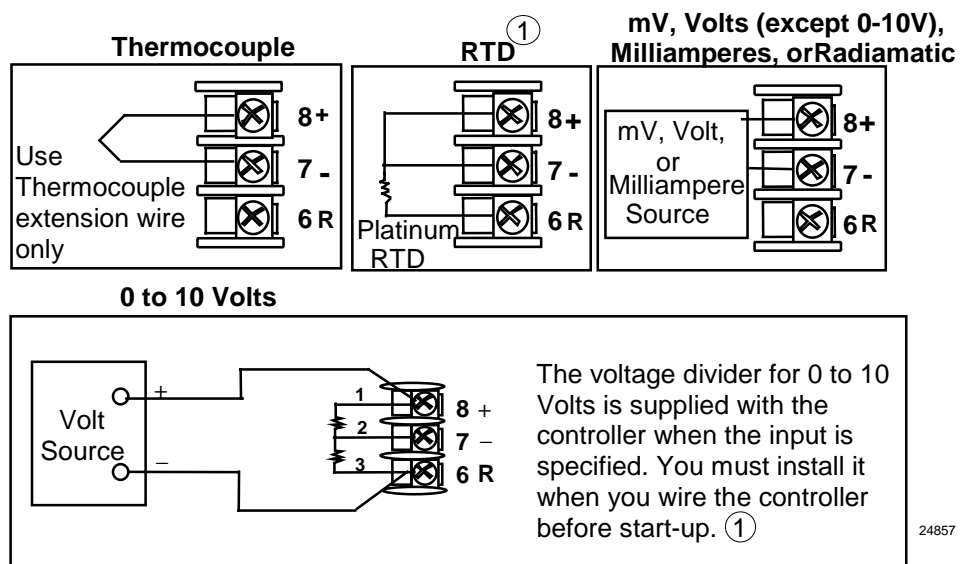 Thermocouple
Use
Thermocouple
extension wire
only
8+
7 -
6 R
1
RTD
8+
7 -
6 R
Platinum
RTD
mV, Volts (except 0-10V),
Milliamperes, orRadiamatic
mV, Volt,
or
Milliampere
Source
8+
7-
6 R
0 to 10 Volts
Volt
Source
+
–
1
2
3
8 +
7 –
6 R
The voltage divider for 0 to 10
Volts is supplied with the
controller when the input is
specified. You must install it
when you wire the controller
before start-up. 1
24857